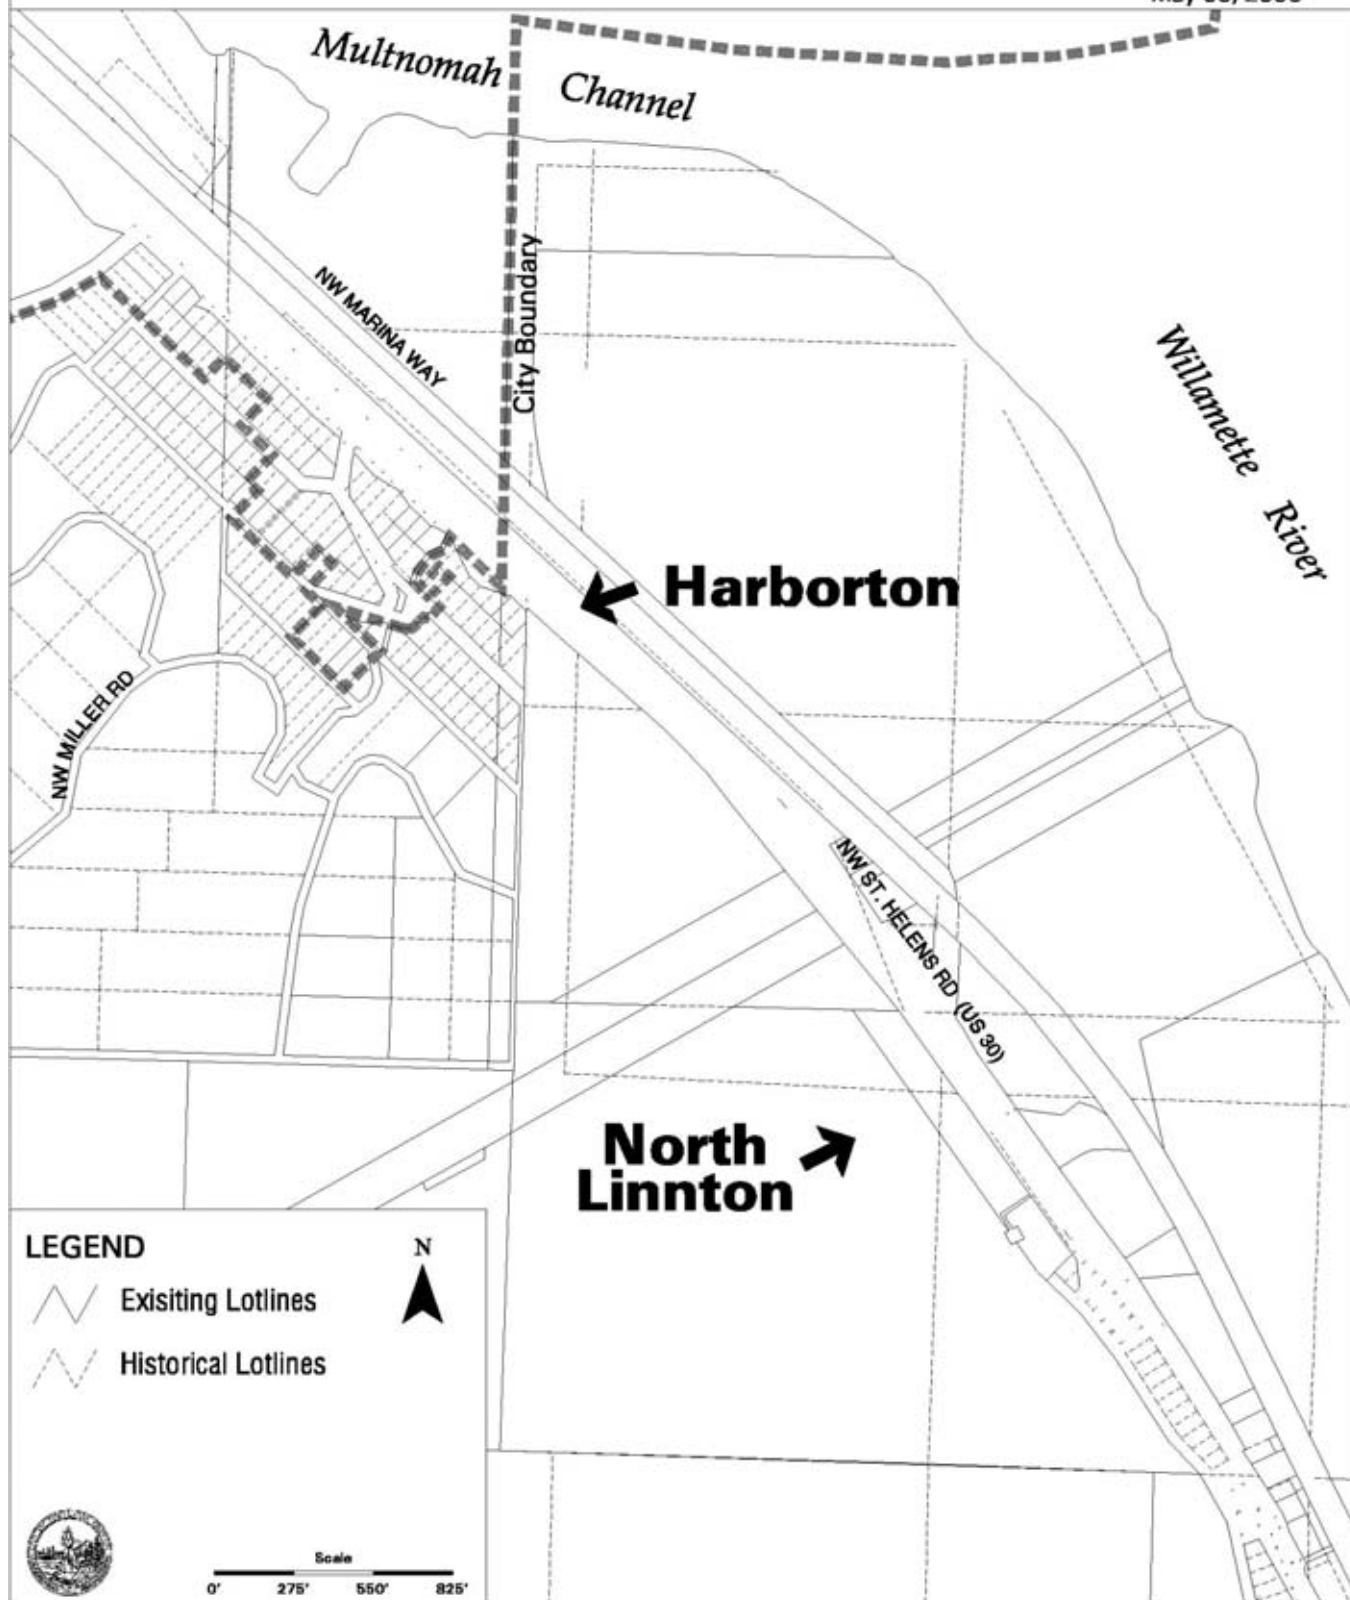 Multnomah Channel
City Boundary
NW MARINA WAY
Willamette River
Harborton
NW MILLER RD
NW ST. HELENS RD (US 30)
North
Linnton
LEGEND
N
Exisiting Lotlines
Historical Lotlines
Scale
0' 275' 550' 825'